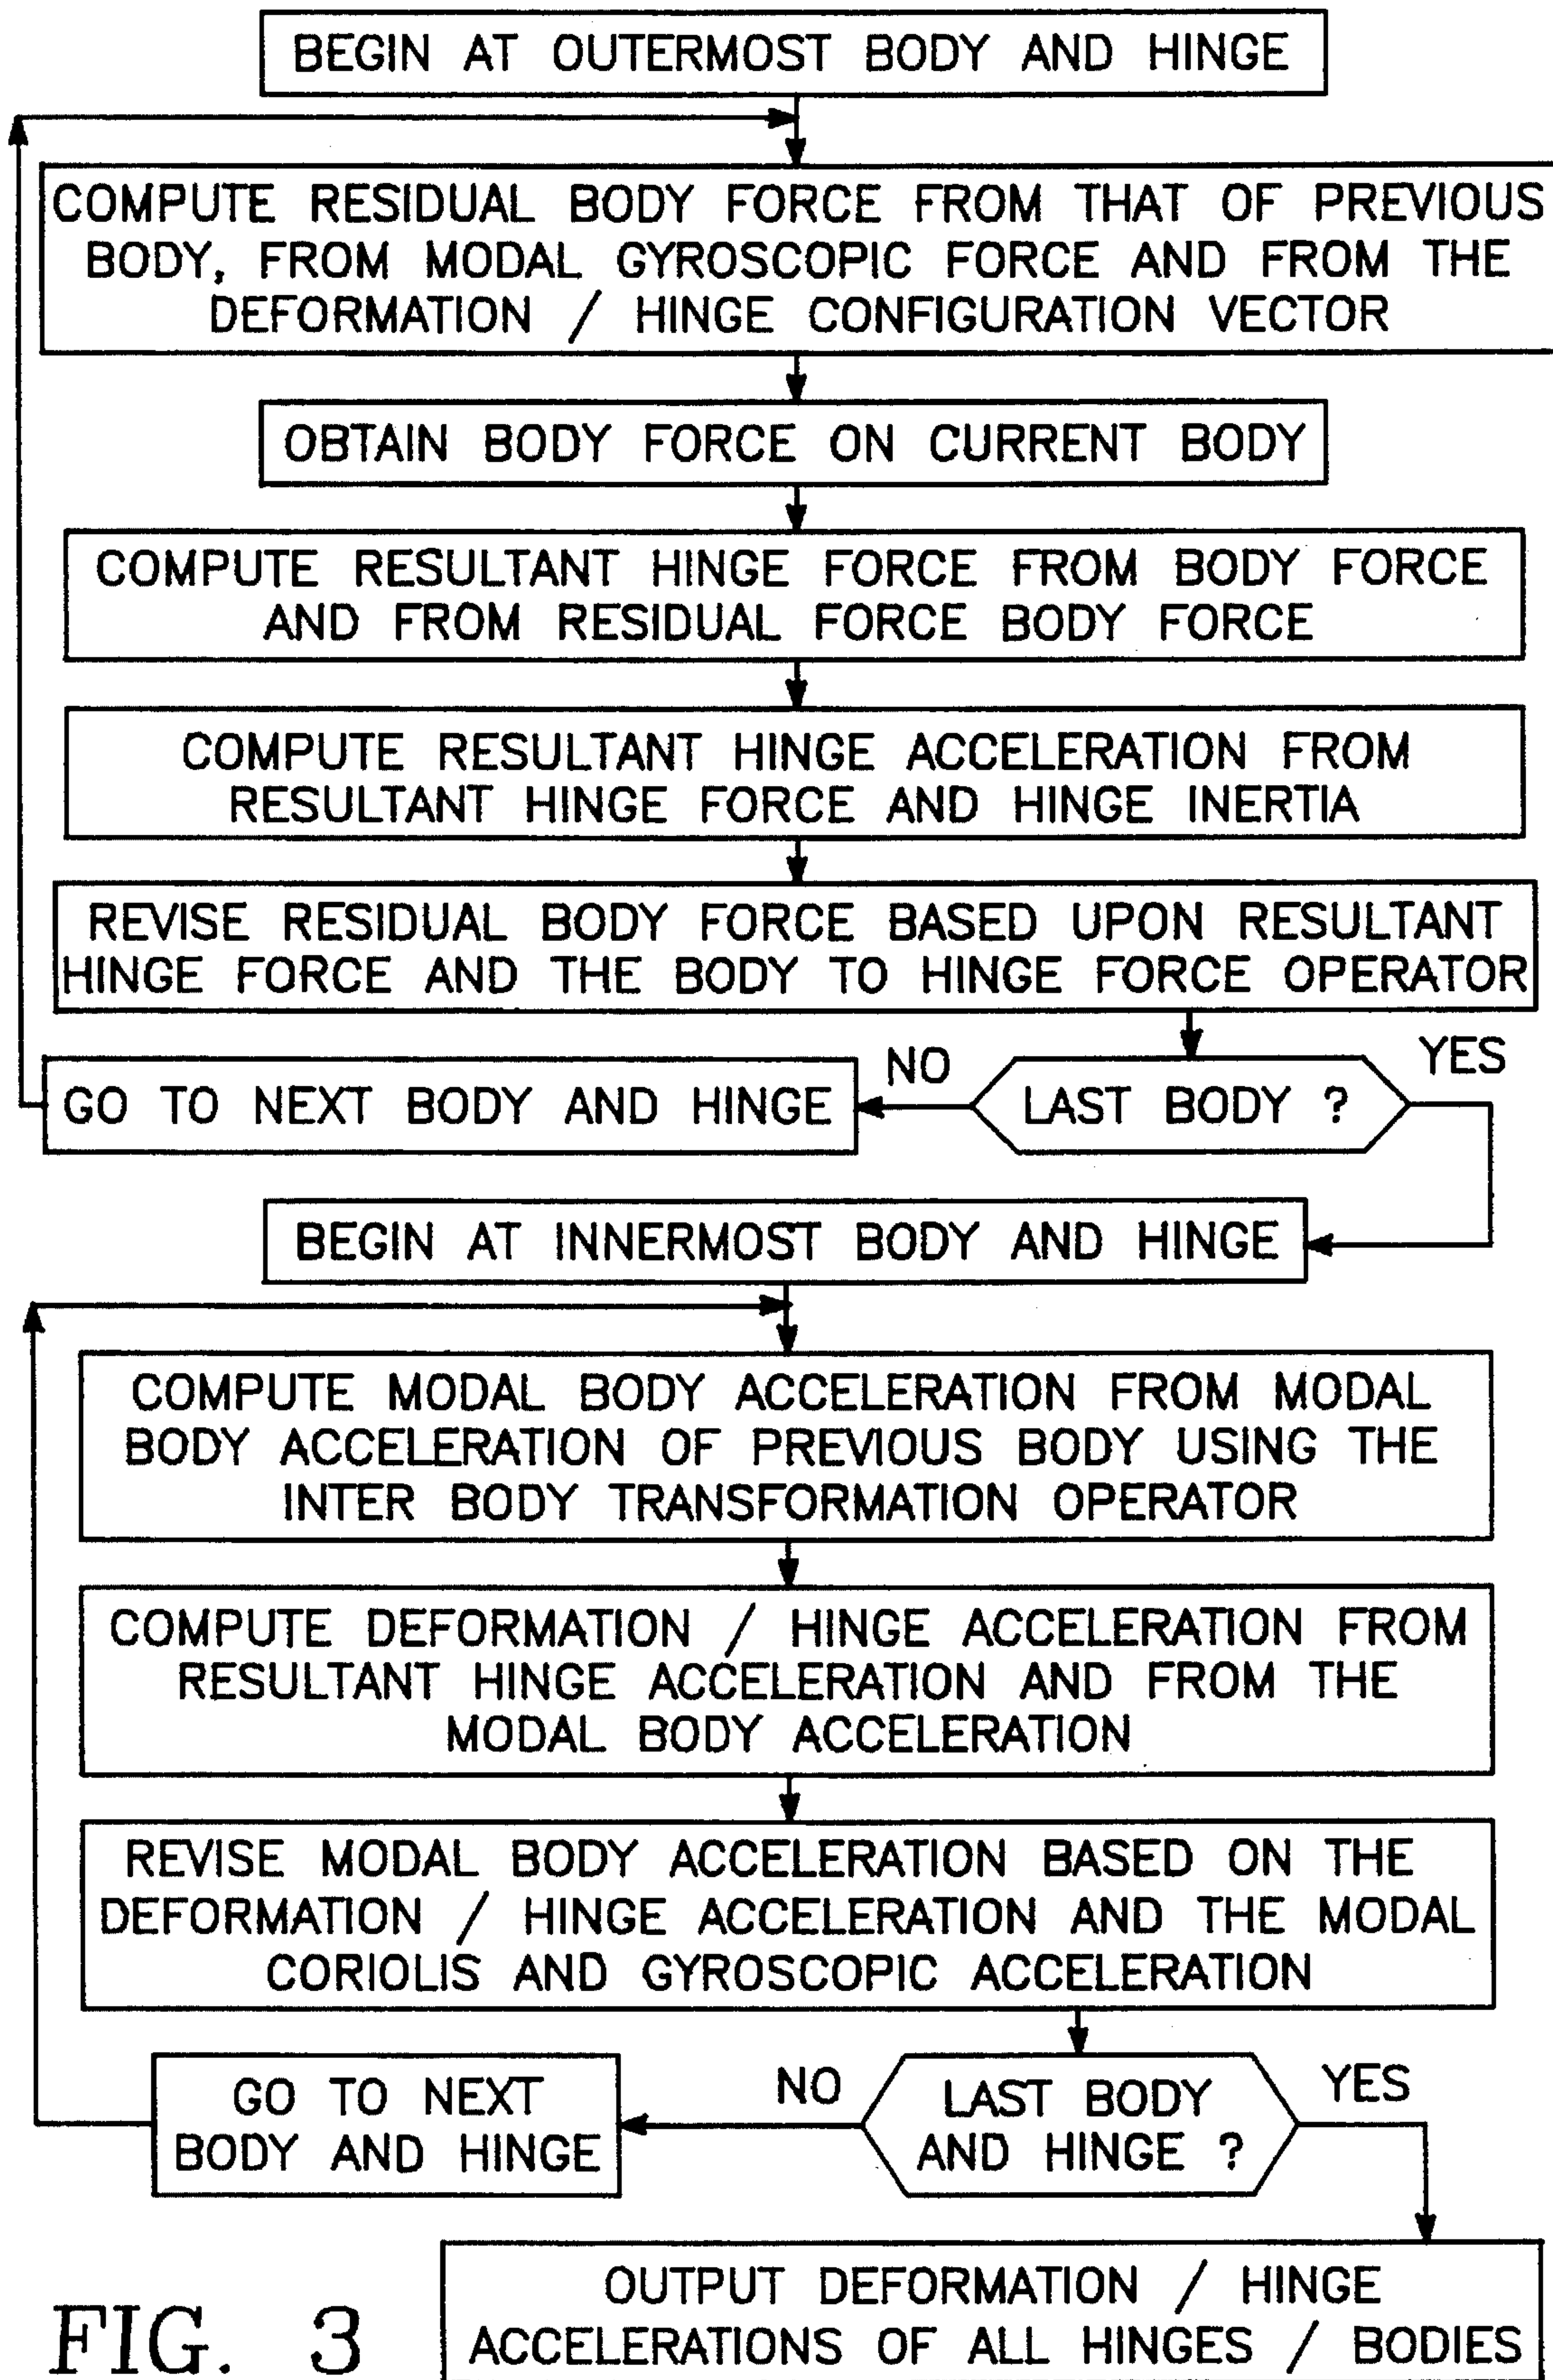 BEGIN AT OUTERMOST BODY AND HINGE
COMPUTE RESIDUAL BODY FORCE FROM THAT OF PREVIOUS
BODY, FROM MODAL GYROSCOPIC FORCE AND FROM THE
DEFORMATION / HINGE CONFIGURATION VECTOR
OBTAIN BODY FORCE ON CURRENT BODY
COMPUTE RESULTANT HINGE FORCE FROM BODY FORCE
AND FROM RESIDUAL FORCE BODY FORCE
COMPUTE RESULTANT HINGE ACCELERATION FROM
RESULTANT HINGE FORCE AND HINGE INERTIA
REVISE RESIDUAL BODY FORCE BASED UPON RESULTANT
HINGE FORCE AND THE BODY TO HINGE FORCE OPERATOR
NO
YES
GO TO NEXT BODY AND HINGE
LAST BODY ?
BEGIN AT INNERMOST BODY AND HINGE
COMPUTE MODAL BODY ACCELERATION FROM MODAL
BODY ACCELERATION OF PREVIOUS BODY USING THE
INTER BODY TRANSFORMATION OPERATOR
COMPUTE DEFORMATION / HINGE ACCELERATION FROM
RESULTANT HINGE ACCELERATION AND FROM THE
MODAL BODY ACCELERATION
REVISE MODAL BODY ACCELERATION BASED ON THE
DEFORMATION / HINGE ACCELERATION AND THE MODAL
CORIOLIS AND GYROSCOPIC ACCELERATION
GO TO NEXT
BODY AND HINGE
NO
LAST BODY
AND HINGE ?
YES
OUTPUT DEFORMATION / HINGE
ACCELERATIONS OF ALL HINGES / BODIES
FIG. 3